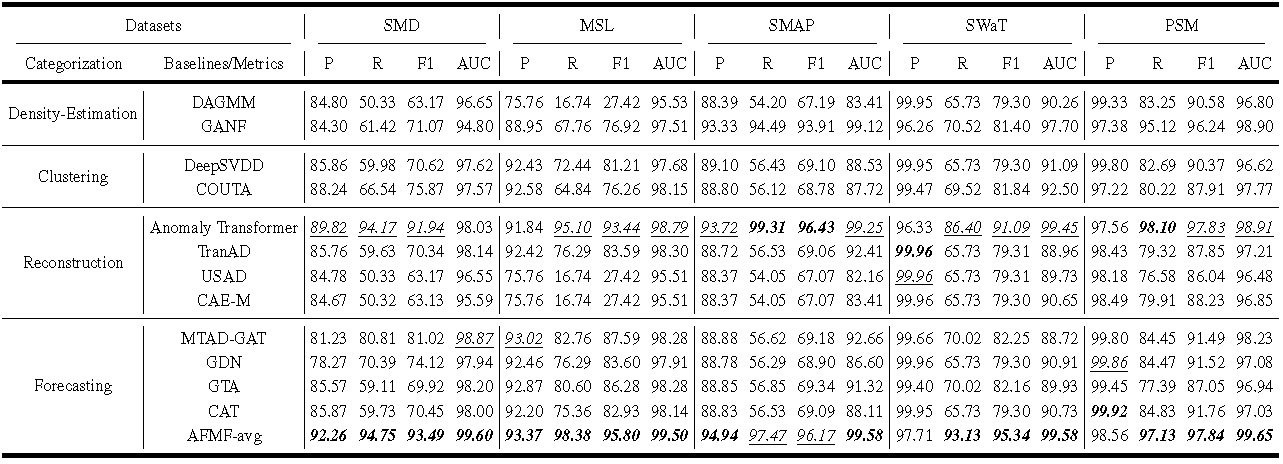 Datasets SMD MSL SMAP SWaT PSM
Categorization Baselines/Metrics P R F1 AUC P R F1 AUC P R F1 AUC P R F1 AUC P R F1 AUC
Density-Estimation DAGMM 84.80 50.33 63.17 96.65 75.76 16.74 27.42 95.53 88.39 54.20 67.19 83.41 99.95 65.73 79.30 90.26 99.33 83.25 90.58 96.80
GANF 84.30 61.42 71.07 94.80 88.95 67.76 76.92 97.51 93.33 94.49 93.91 99.12 96.26 70.52 81.40 97.70 97.38 95.12 96.24 98.90
Clustering DeepSVDD 85.86 59.98 70.62 97.62 92.43 72.44 81.21 97.68 89.10 56.43 69.10 88.53 99.95 65.73 79.30 91.09 99.80 82.69 90.37 96.62
COUTA 88.24 66.54 75.87 97.57 92.58 64.84 76.26 98.15 88.80 56.12 68.78 87.72 99.47 69.52 81.84 92.50 97.22 80.22 87.91 97.77
Reconstruction Anomaly Transformer 89.82 94.17 91.94 98.03 91.84 95.10 93.44 98.79 93.72 99.31 96.43 99.25 96.33 86.40 91.09 99.45 97.56 98.10 97.83 98.91
TranAD 85.76 59.63 70.34 98.14 92.42 76.29 83.59 98.30 88.72 56.53 69.06 92.41 99.96 65.73 79.31 88.96 98.43 79.32 87.85 97.21
USAD 84.78 50.33 63.17 96.55 75.42 16.74 27.42 95.51 88.37 54.05 67.07 82.16 99.96 65.73 79.31 89.73 98.18 76.58 86.04 96.48
CAE-M 84.67 50.32 63.13 95.59 75.76 16.74 27.42 95.51 88.37 54.05 67.07 83.41 99.96 65.73 79.30 90.65 98.49 79.91 88.23 96.85
Forecasting MTAD-GAT 81.23 80.81 81.02 98.87 93.02 82.76 87.59 98.28 88.88 56.62 69.18 92.66 99.66 70.02 82.25 88.72 99.80 84.45 91.49 98.23
GDN 78.27 70.39 74.12 97.94 92.46 76.29 83.60 97.91 88.78 56.29 68.90 86.60 99.96 65.73 79.30 90.91 99.86 84.47 91.52 97.08
GTA 85.57 59.11 69.92 98.20 92.87 80.60 86.28 98.28 88.85 56.85 69.34 91.32 99.40 70.02 82.16 89.93 99.45 77.39 87.05 96.94
CAT 85.87 59.73 70.45 98.00 92.20 75.36 82.93 98.14 88.83 56.53 69.09 88.11 99.95 65.73 79.30 90.73 99.92 84.83 91.76 97.03
AFMF-avg 92.26 94.75 93.49 99.60 93.37 98.38 95.80 99.50 94.94 97.47 96.17 99.58 97.71 93.13 95.34 99.58 98.56 97.13 97.84 99.65